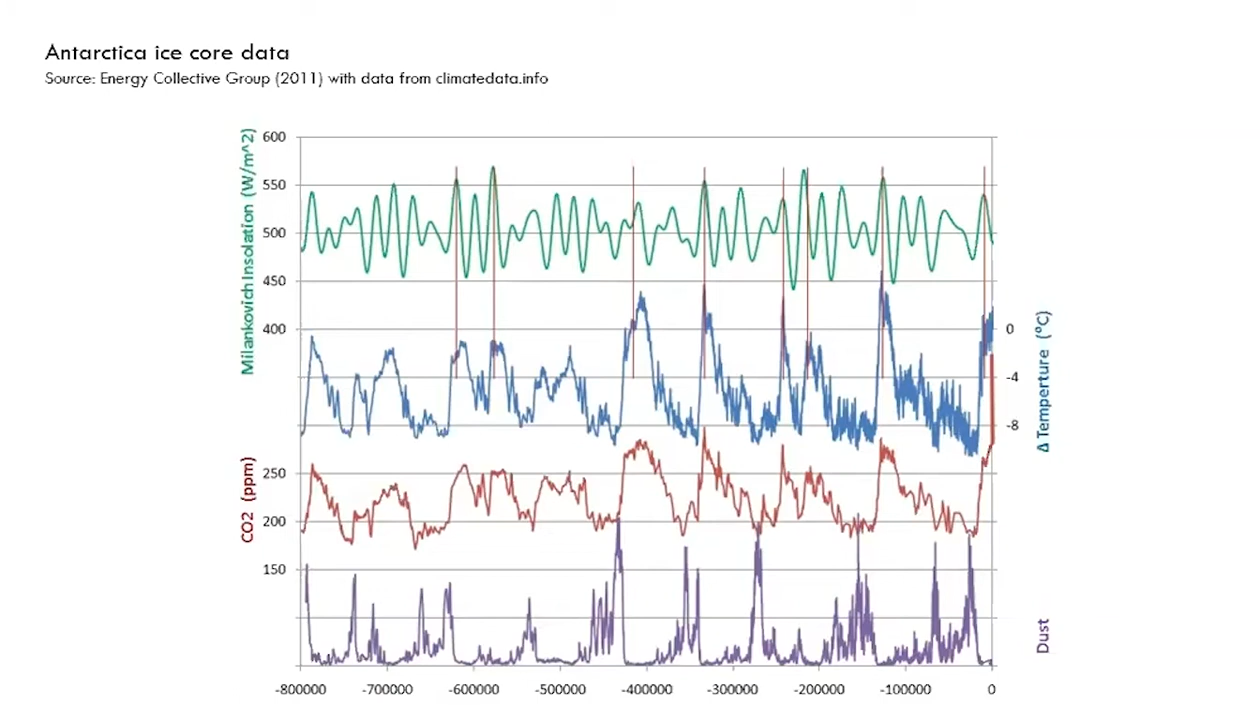 Antarctica ice core data
Source: Energy Collective Group (2011) with data from climatedata.info
Milankovich Insolation (W/m^2)
600
550
500
450
400
CO2 (ppm)
250
200
150
0
-4
-8
Δ Temperture (°C)
Dust
-800000 -700000 -600000 -500000 -400000 -300000 -200000 -100000 0